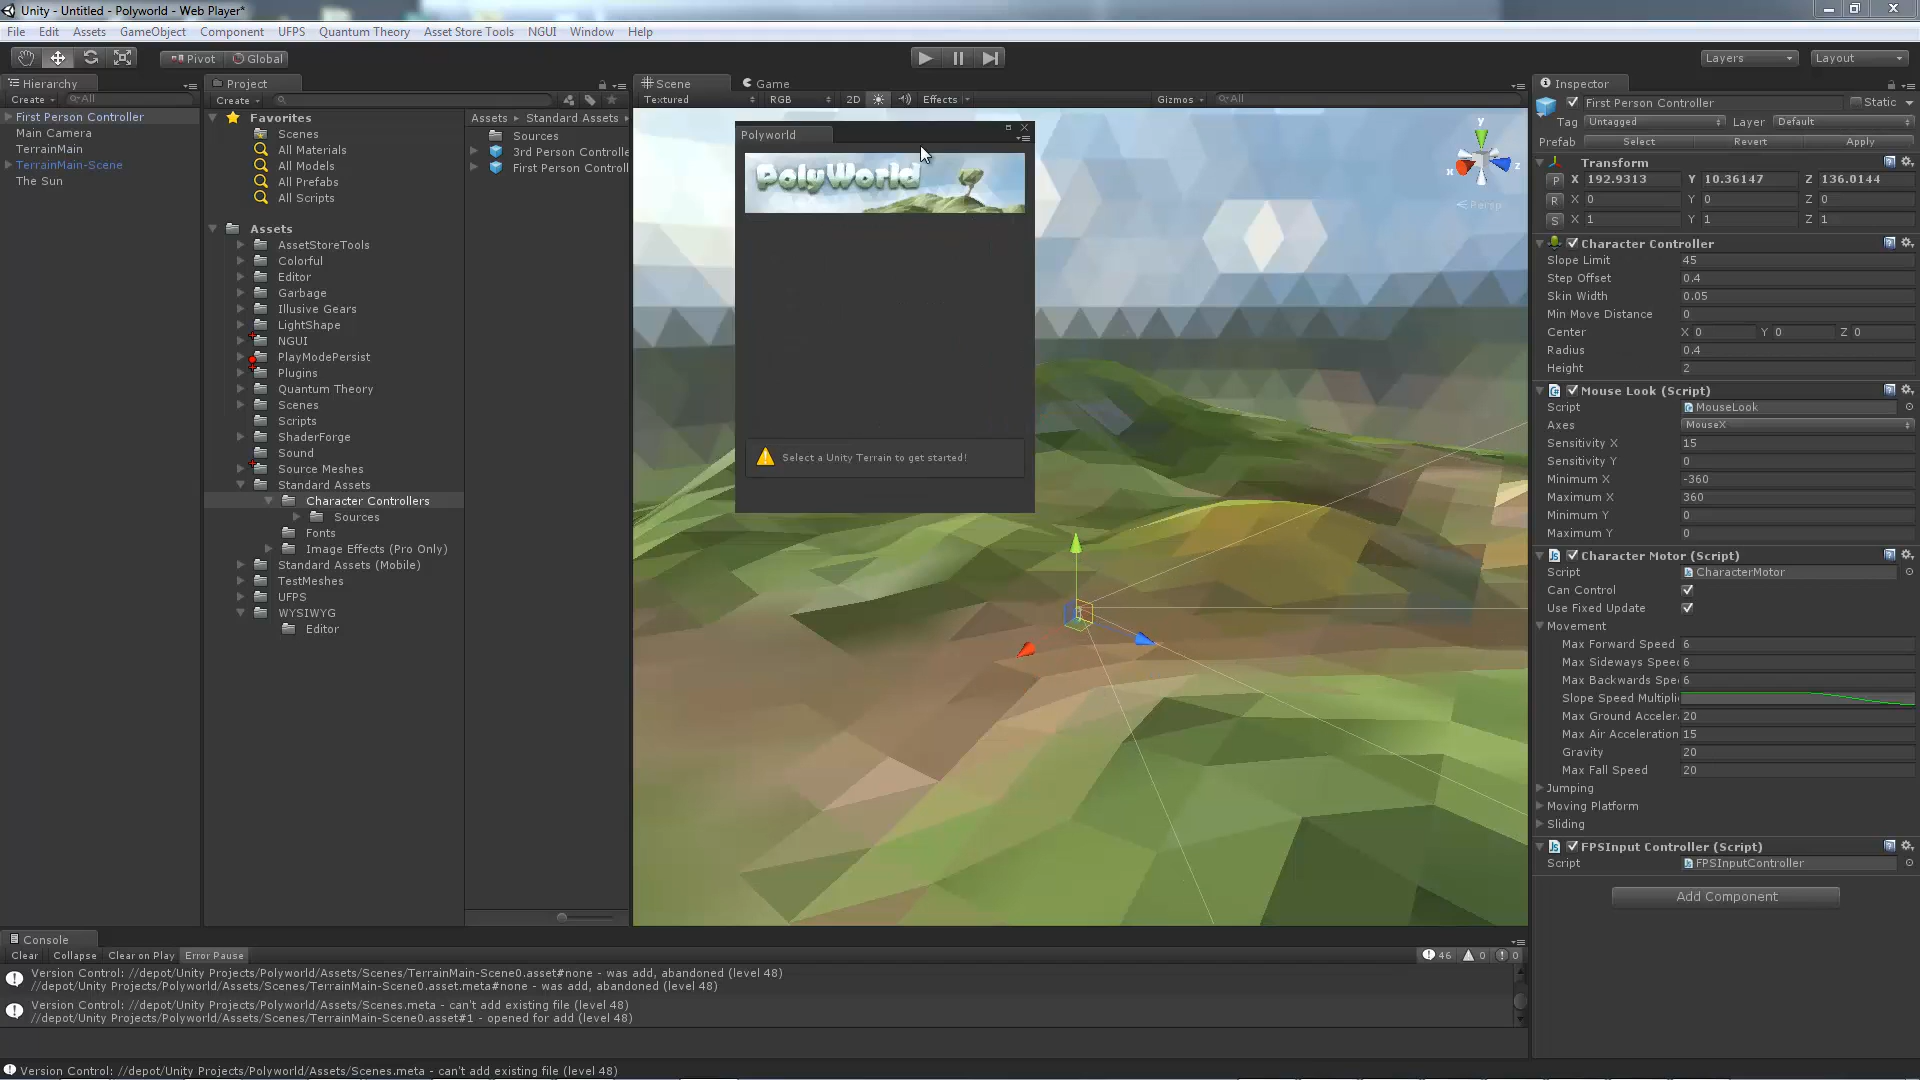 Unity - Untitled - Polyworld - Web Player*
File Edit Assets GameObject Component UFPS Quantum Theory Asset Store Tools NGUI Window Help
Pivot Global Layers Layout
Hierarchy
Create All
First Person Controller
Main Camera
TerrainMain
TerrainMain-Scene
The Sun
Project
Create
Favorites
Scenes
All Materials
All Models
All Prefabs
All Scripts
Assets
AssetStoreTools
Colorful
Editor
Garbage
Illusive Gears
LightShape
NGUI
PlayModePersist
Plugins
Quantum Theory
Scenes
Scripts
ShaderForge
Sound
Source Meshes
Standard Assets
Character Controllers
Sources
Fonts
Image Effects (Pro Only)
Standard Assets (Mobile)
TestMeshes
UFPS
WYSIWYG
Editor
Assets Standard Assets
Sources
3rd Person Controlle
First Person Controll
Scene Game
Textured RGB 2D Effects Gizmos All
Polyworld
PolyWorld
Select a Unity Terrain to get started!
y
x z
Persp
Inspector
First Person Controller Static
Tag Untagged Layer Default
Prefab Select Revert Apply
Transform
P X 192.9313 Y 10.36147 Z 136.0144
R X 0 Y 0 Z 0
S X 1 Y 1 Z 1
Character Controller
Slope Limit 45
Step Offset 0.4
Skin Width 0.05
Min Move Distance 0
Center X 0 Y 0 Z 0
Radius 0.4
Height 2
Mouse Look (Script)
Script MouseLook
Axes MouseX
Sensitivity X 15
Sensitivity Y 0
Minimum X -360
Maximum X 360
Minimum Y 0
Maximum Y 0
Character Motor (Script)
Script CharacterMotor
Can Control
Use Fixed Update
Movement
Max Forward Speed 6
Max Sideways Speed 6
Max Backwards Spe 6
Slope Speed Multipli
Max Ground Acceler 20
Max Air Acceleration 15
Gravity 20
Max Fall Speed 20
Jumping
Moving Platform
Sliding
FPSInput Controller (Script)
Script FPSInputController
Add Component
Console
Clear Collapse Clear on Play Error Pause 46 0 0
Version Control: //depot/Unity Projects/Polyworld/Assets/Scenes/TerrainMain-Scene0.asset#none - was add, abandoned (level 48)
//depot/Unity Projects/Polyworld/Assets/Scenes/TerrainMain-Scene0.asset.meta#none - was add, abandoned (level 48)
Version Control: //depot/Unity Projects/Polyworld/Assets/Scenes.meta - can't add existing file (level 48)
//depot/Unity Projects/Polyworld/Assets/Scenes/TerrainMain-Scene0.asset#1 - opened for add (level 48)
Version Control: //depot/Unity Projects/Polyworld/Assets/Scenes.meta - can't add existing file (level 48)